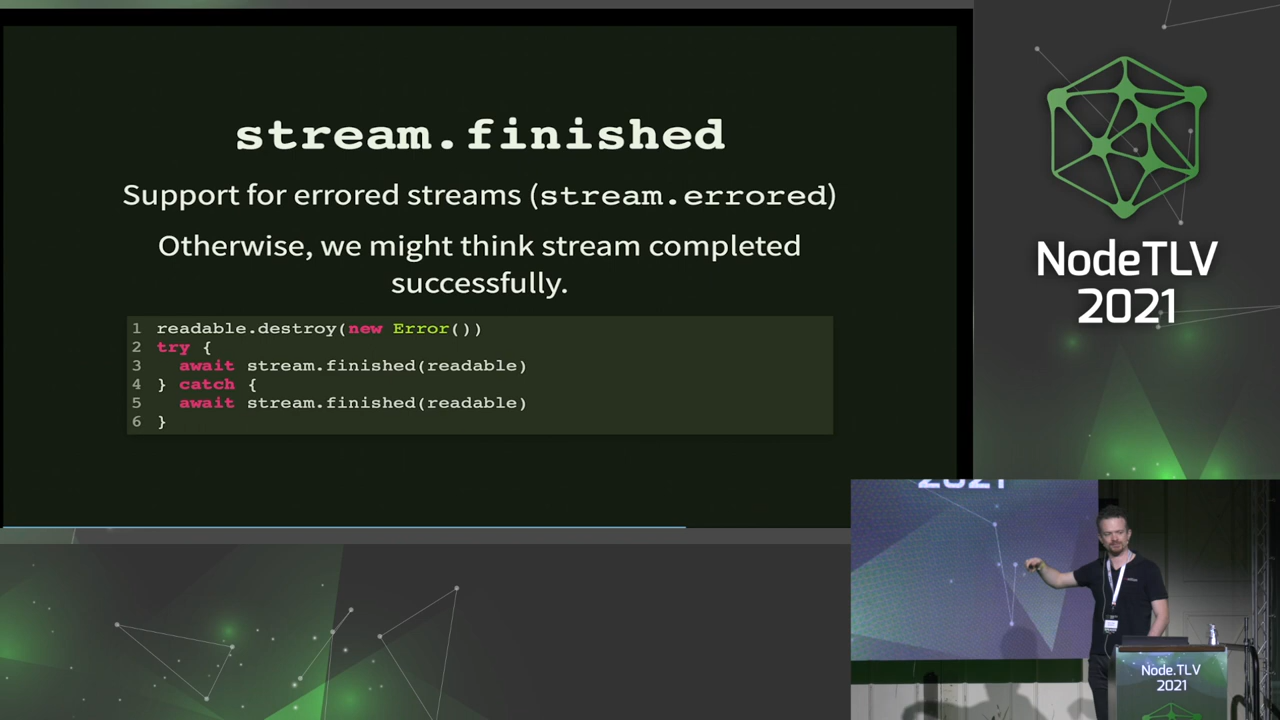 stream.finished
Support for errored streams (stream.errored)
Otherwise, we might think stream completed
successfully.
1 readable.destroy(new Error())
2 try {
3   await stream.finished(readable)
4 } catch {
5   await stream.finished(readable)
6 }
NodeTLV
2021
2021
Node.TLV
2021